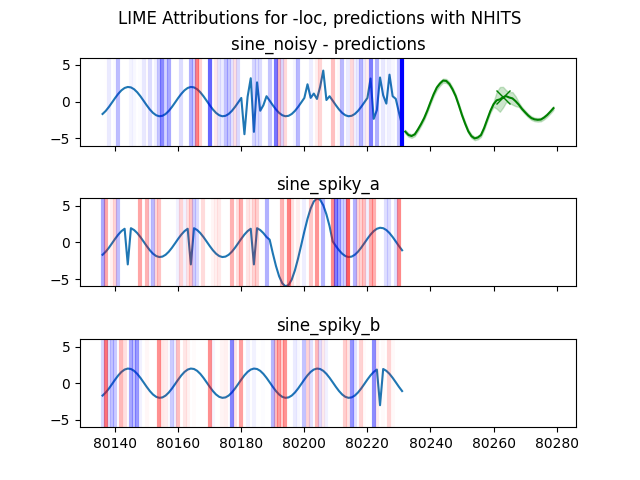 LIME Attributions for -loc, predictions with NHITS
sine_noisy - predictions
5
0
−5
sine_spiky_a
5
0
−5
sine_spiky_b
5
0
−5
80140 80160 80180 80200 80220 80240 80260 80280